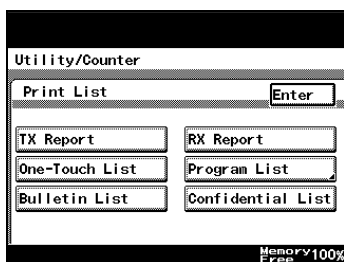 Utility/Counter
Print List
Enter
TX Report
RX Report
One-Touch List
Program List
Bulletin List
Confidential List
Memory Free 100%